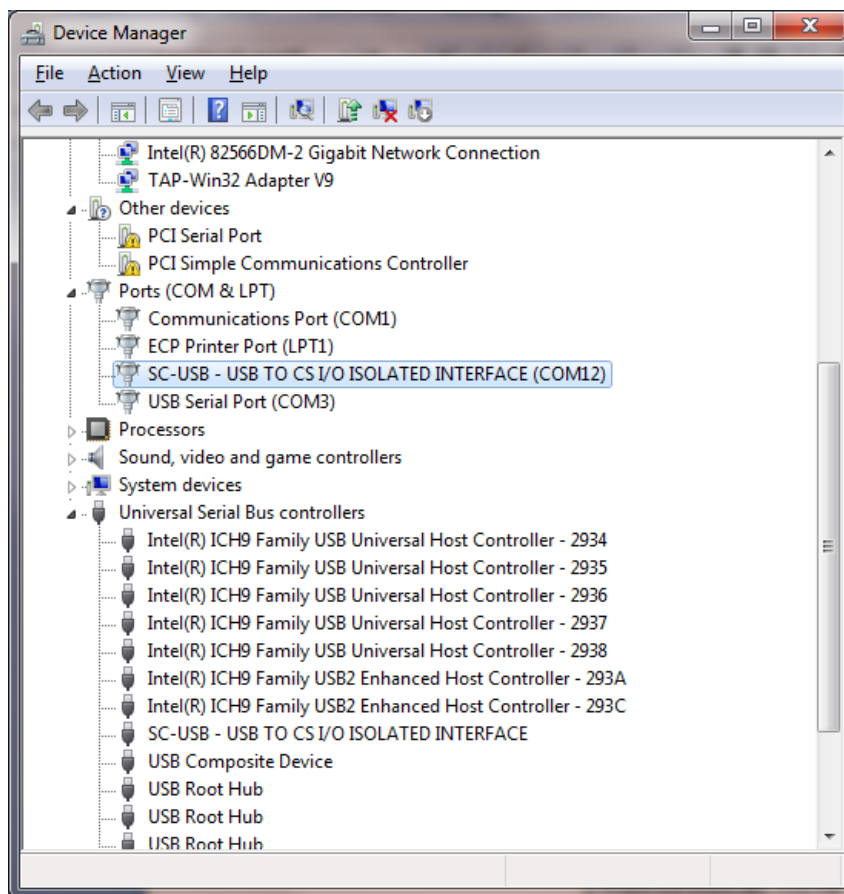 Device Manager
File Action View Help
Intel(R) 82566DM-2 Gigabit Network Connection
TAP-Win32 Adapter V9
Other devices
PCI Serial Port
PCI Simple Communications Controller
Ports (COM & LPT)
Communications Port (COM1)
ECP Printer Port (LPT1)
SC-USB - USB TO CS I/O ISOLATED INTERFACE (COM12)
USB Serial Port (COM3)
Processors
Sound, video and game controllers
System devices
Universal Serial Bus controllers
Intel(R) ICH9 Family USB Universal Host Controller - 2934
Intel(R) ICH9 Family USB Universal Host Controller - 2935
Intel(R) ICH9 Family USB Universal Host Controller - 2936
Intel(R) ICH9 Family USB Universal Host Controller - 2937
Intel(R) ICH9 Family USB Universal Host Controller - 2938
Intel(R) ICH9 Family USB2 Enhanced Host Controller - 293A
Intel(R) ICH9 Family USB2 Enhanced Host Controller - 293C
SC-USB - USB TO CS I/O ISOLATED INTERFACE
USB Composite Device
USB Root Hub
USB Root Hub
USB Root Hub